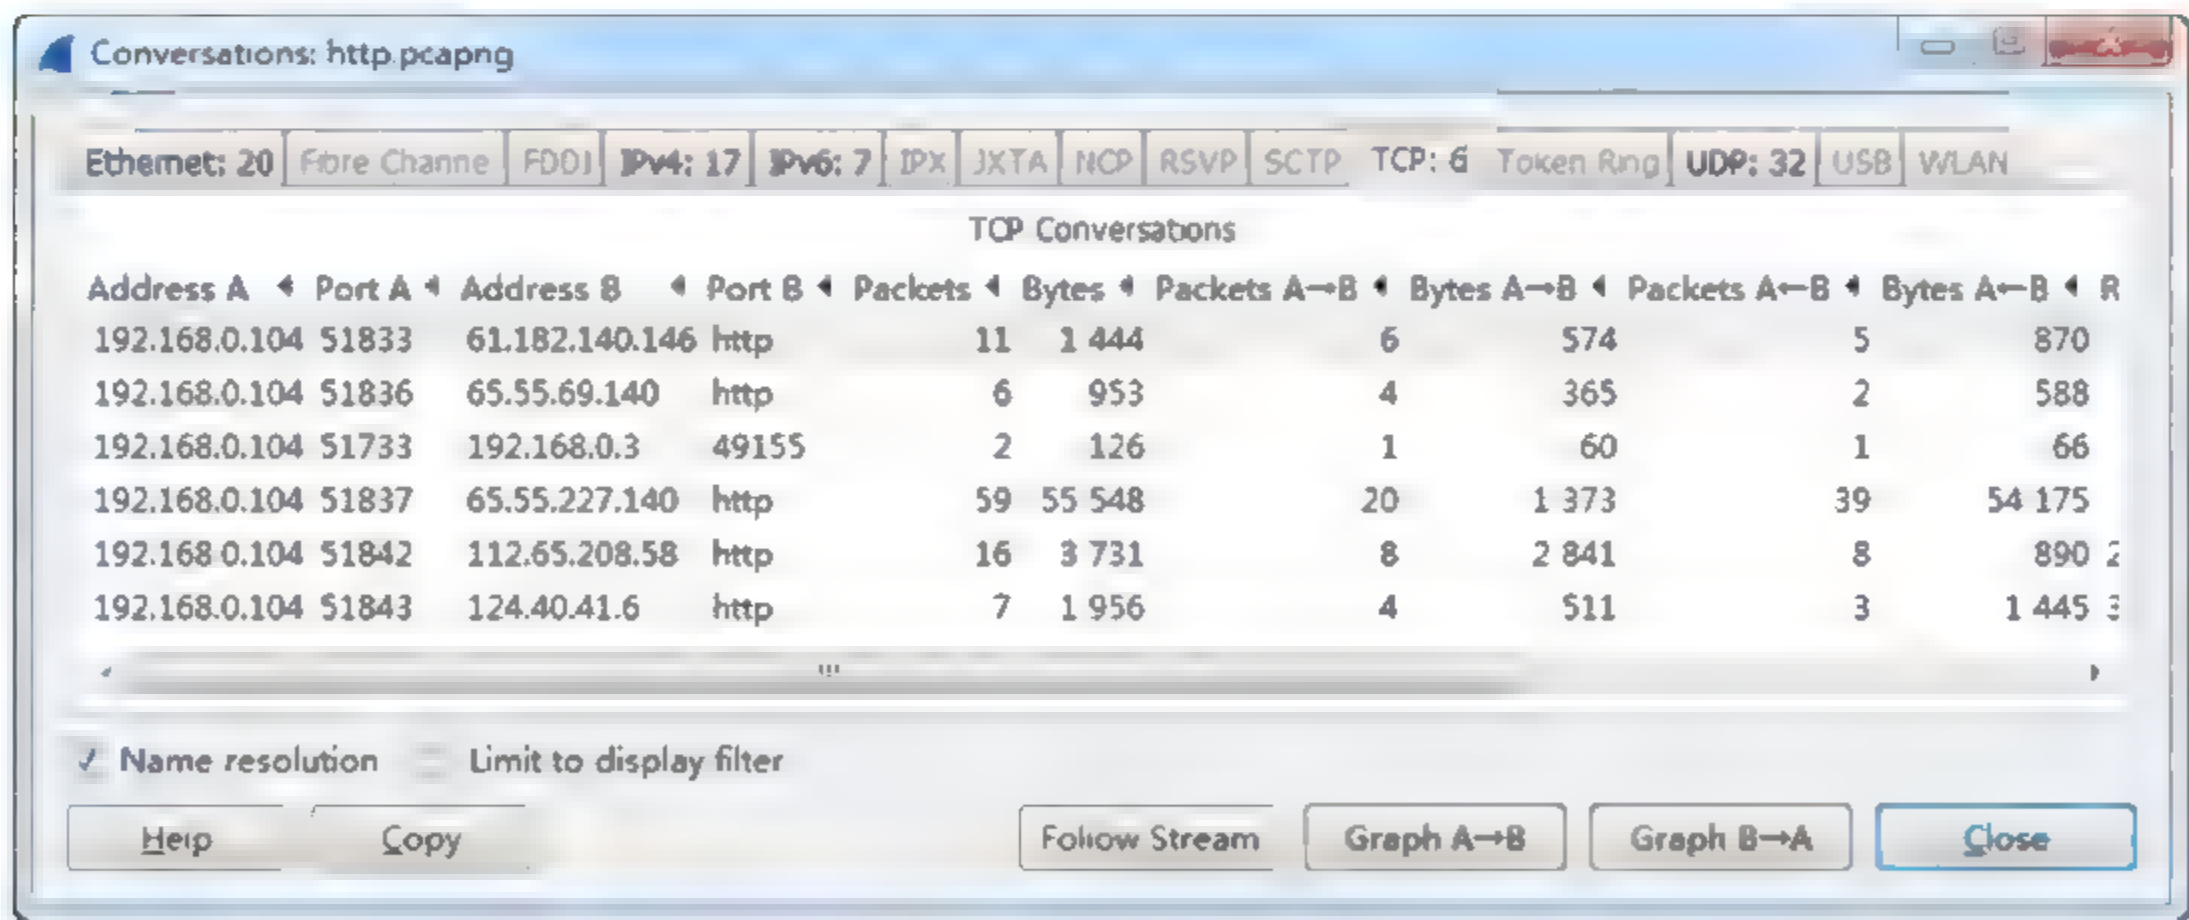 Conversations: http.pcapng
Ethernet: 20 Fibre Channe FDDI IPv4: 17 IPv6: 7 IPX JXTA NCP RSVP SCTP TCP: 6 Token Ring UDP: 32 USB WLAN
TCP Conversations
Address A Port A Address B Port B Packets Bytes Packets A→B Bytes A→B Packets A←B Bytes A←B R
192.168.0.104 51833 61.182.140.146 http 11 1 444 6 574 5 870
192.168.0.104 51836 65.55.69.140 http 6 953 4 365 2 588
192.168.0.104 51733 192.168.0.3 49155 2 126 1 60 1 66
192.168.0.104 51837 65.55.227.140 http 59 55 548 20 1 373 39 54 175
192.168.0.104 51842 112.65.208.58 http 16 3 731 8 2 841 8 890 2
192.168.0.104 51843 124.40.41.6 http 7 1 956 4 511 3 1 445 3
Name resolution Limit to display filter
Help Copy Follow Stream Graph A→B Graph B→A Close